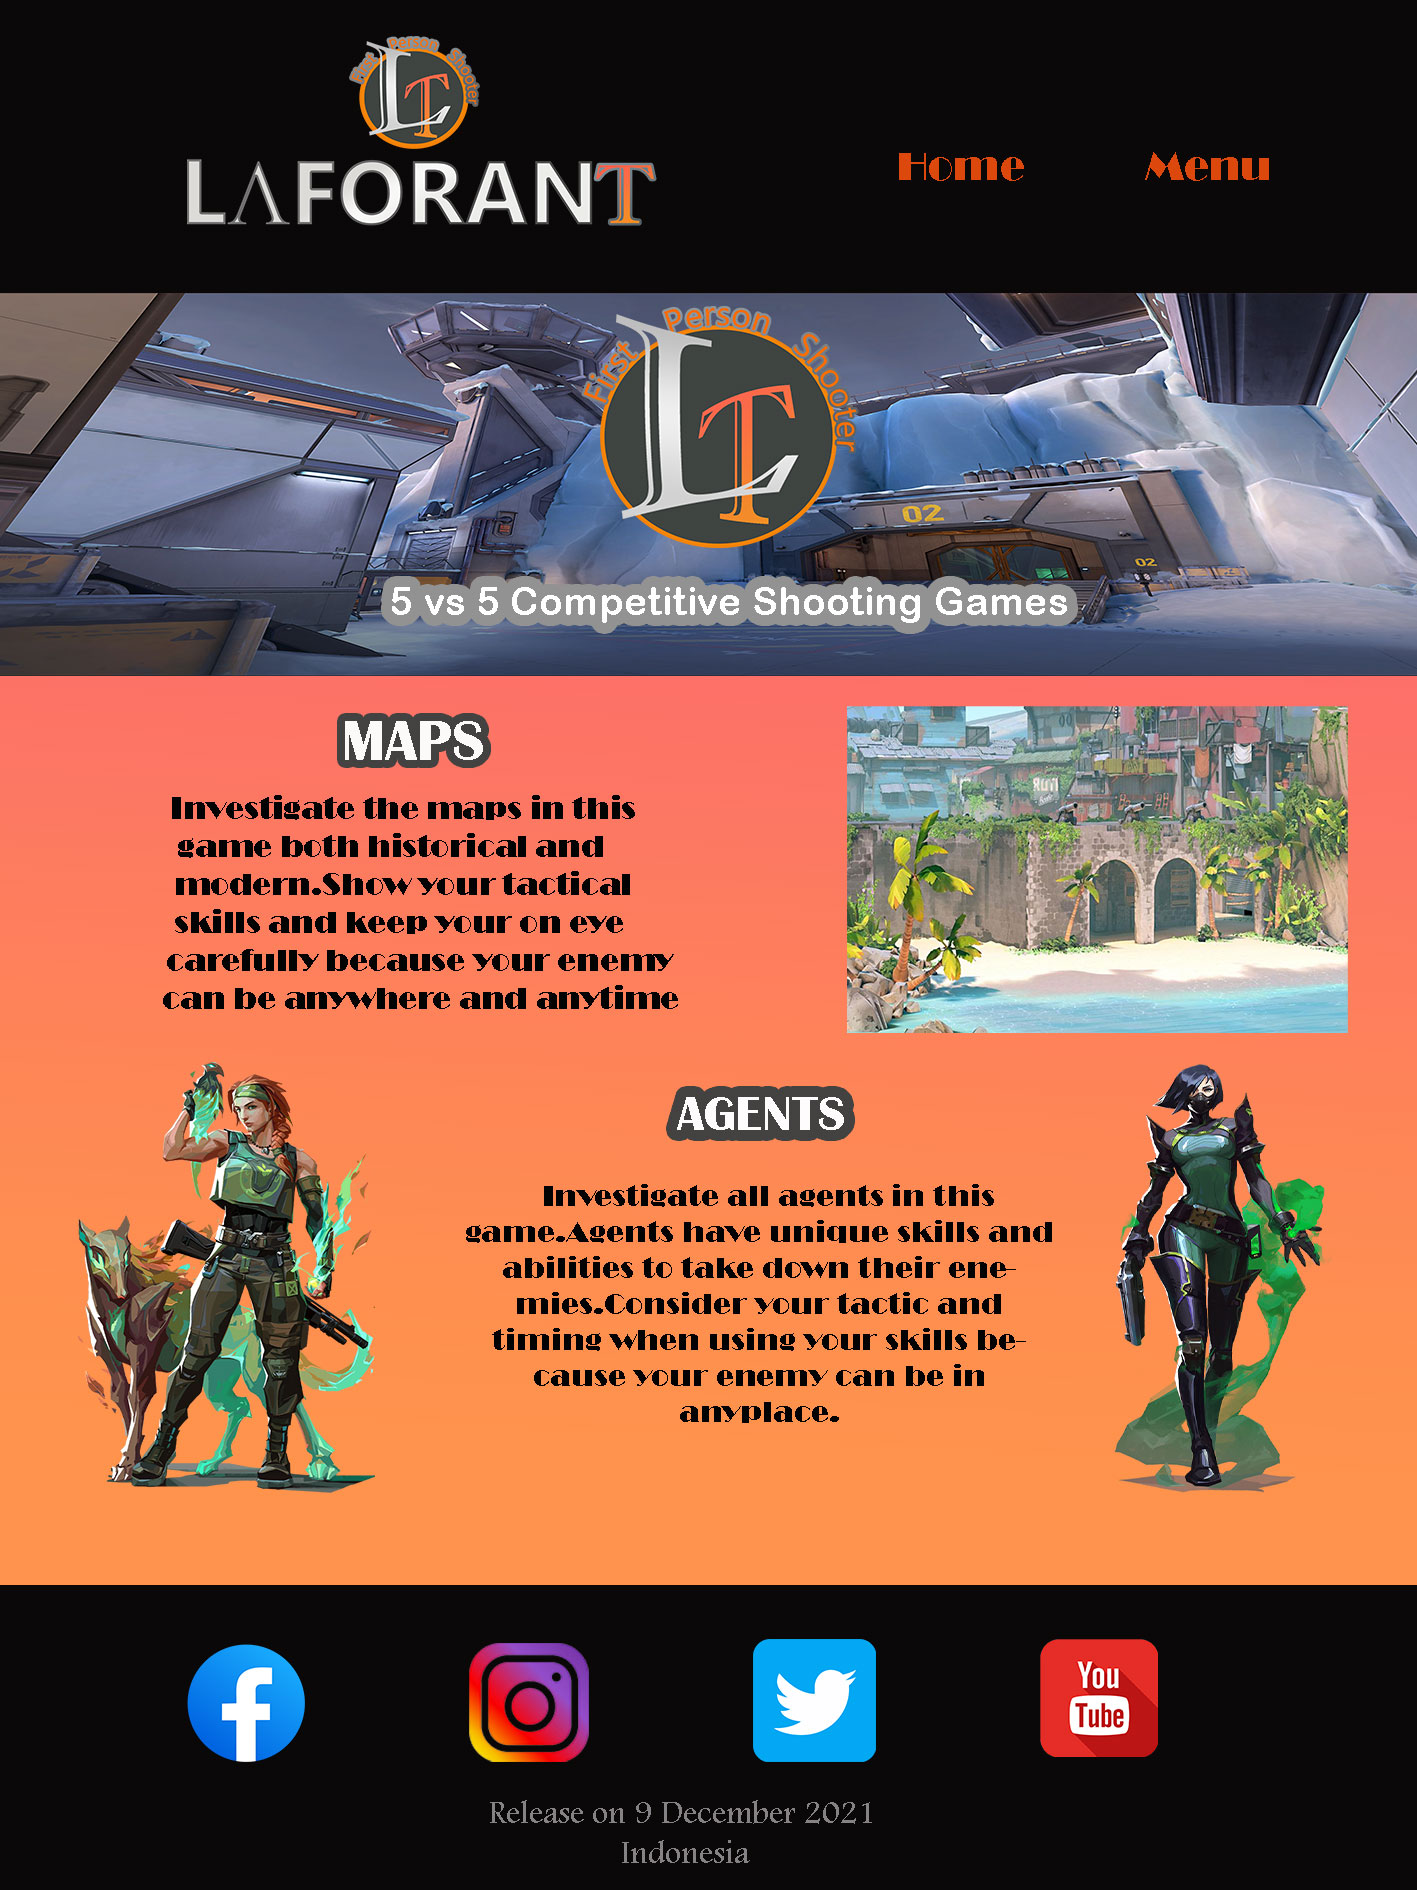 First Person Shooter
LT
LΛFORANT
Home Menu
First Person Shooter
LT
02
02
5 vs 5 Competitive Shooting Games
MAPS
Investigate the maps in this
game both historical and
modern.Show your tactical
skills and keep your on eye
carefully because your enemy
can be anywhere and anytime
AGENTS
Investigate all agents in this
game.Agents have unique skills and
abilities to take down their ene-
mies.Consider your tactic and
timing when using your skills be-
cause your enemy can be in
anyplace.
You
Tube
Release on 9 December 2021
Indonesia